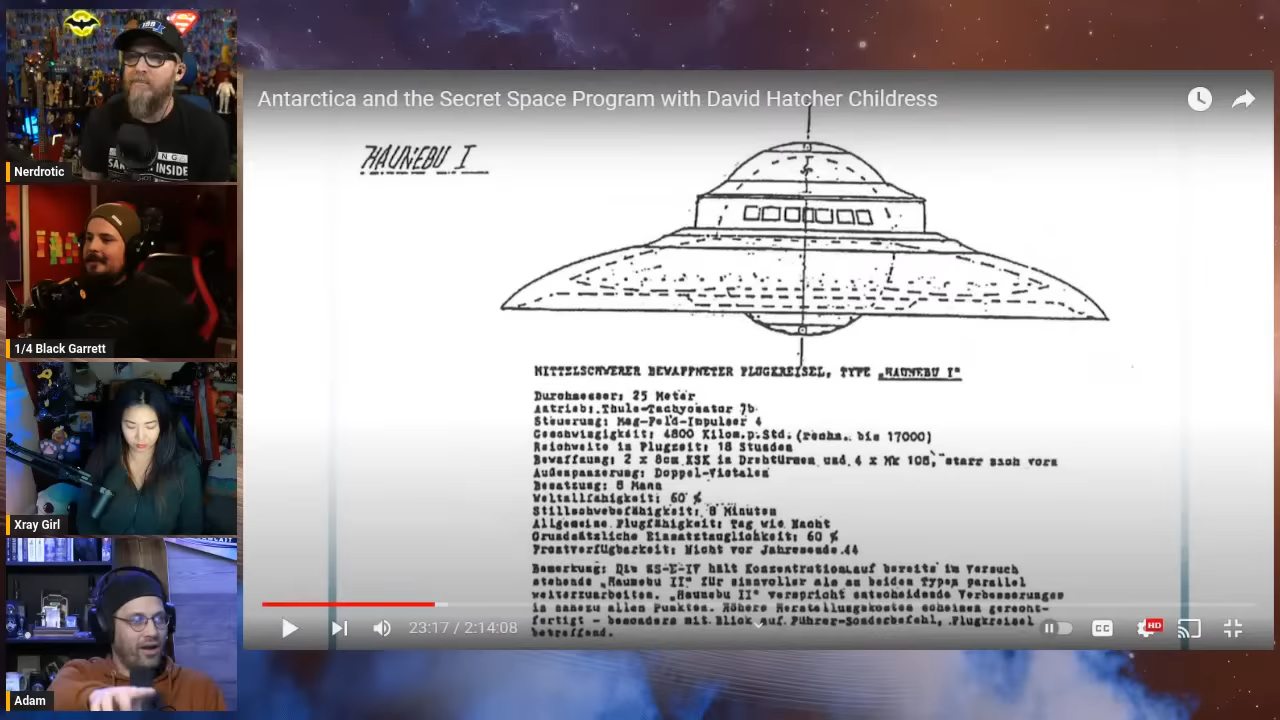 Antarctica and the Secret Space Program with David Hatcher Childress
Nerdrotic
1/4 Black Garrett
Xray Girl
Adam
HAUNEBU I
MITTELSCHWERER BEWAFFNETER FLUGKREISEL, TYPE „HAUNEBU I"
Durchmesser: 25 Meter
Antrieb: Thule-Tachyonator 7b
Steuerung: Mag-Feld-Impulser 4
Geschwindigkeit: 4800 Kilom.p.Std. (rechn. bis 17000)
Reichweite in Flugzeit: 18 Stunden
Bewaffnung: 2 x 8cm KSK in Drehtürmen und 4 x Mk 108, starr nach vorn
Außenpanzerung: Doppel-Victalen
Besatzung: 8 Mann
Weltallfähigkeit: 60 %
Stillschwebefähigkeit: 8 Minuten
Allgemeine Flugfähigkeit: Tag wie Nacht
Grundsätzliche Einsatztauglichkeit: 60 %
Frontverfügbarkeit: Nicht vor Jahresende 44
Bemerkung: Die SS-E-IV hält Konzentration auf bereits im Versuch
stehende „Haunebu II" für sinnvoller als an beiden Typen parallel
weiterzuarbeiten. „Haunebu II" verspricht entscheidende Verbesserungen
in nahezu allen Punkten. Höhere Herstellungskosten scheinen gerecht-
fertigt - besonders mit Blick auf Führer-Sonderbefehl, Flugkreisel
betreffend.
23:17 / 2:14:08
CC
HD